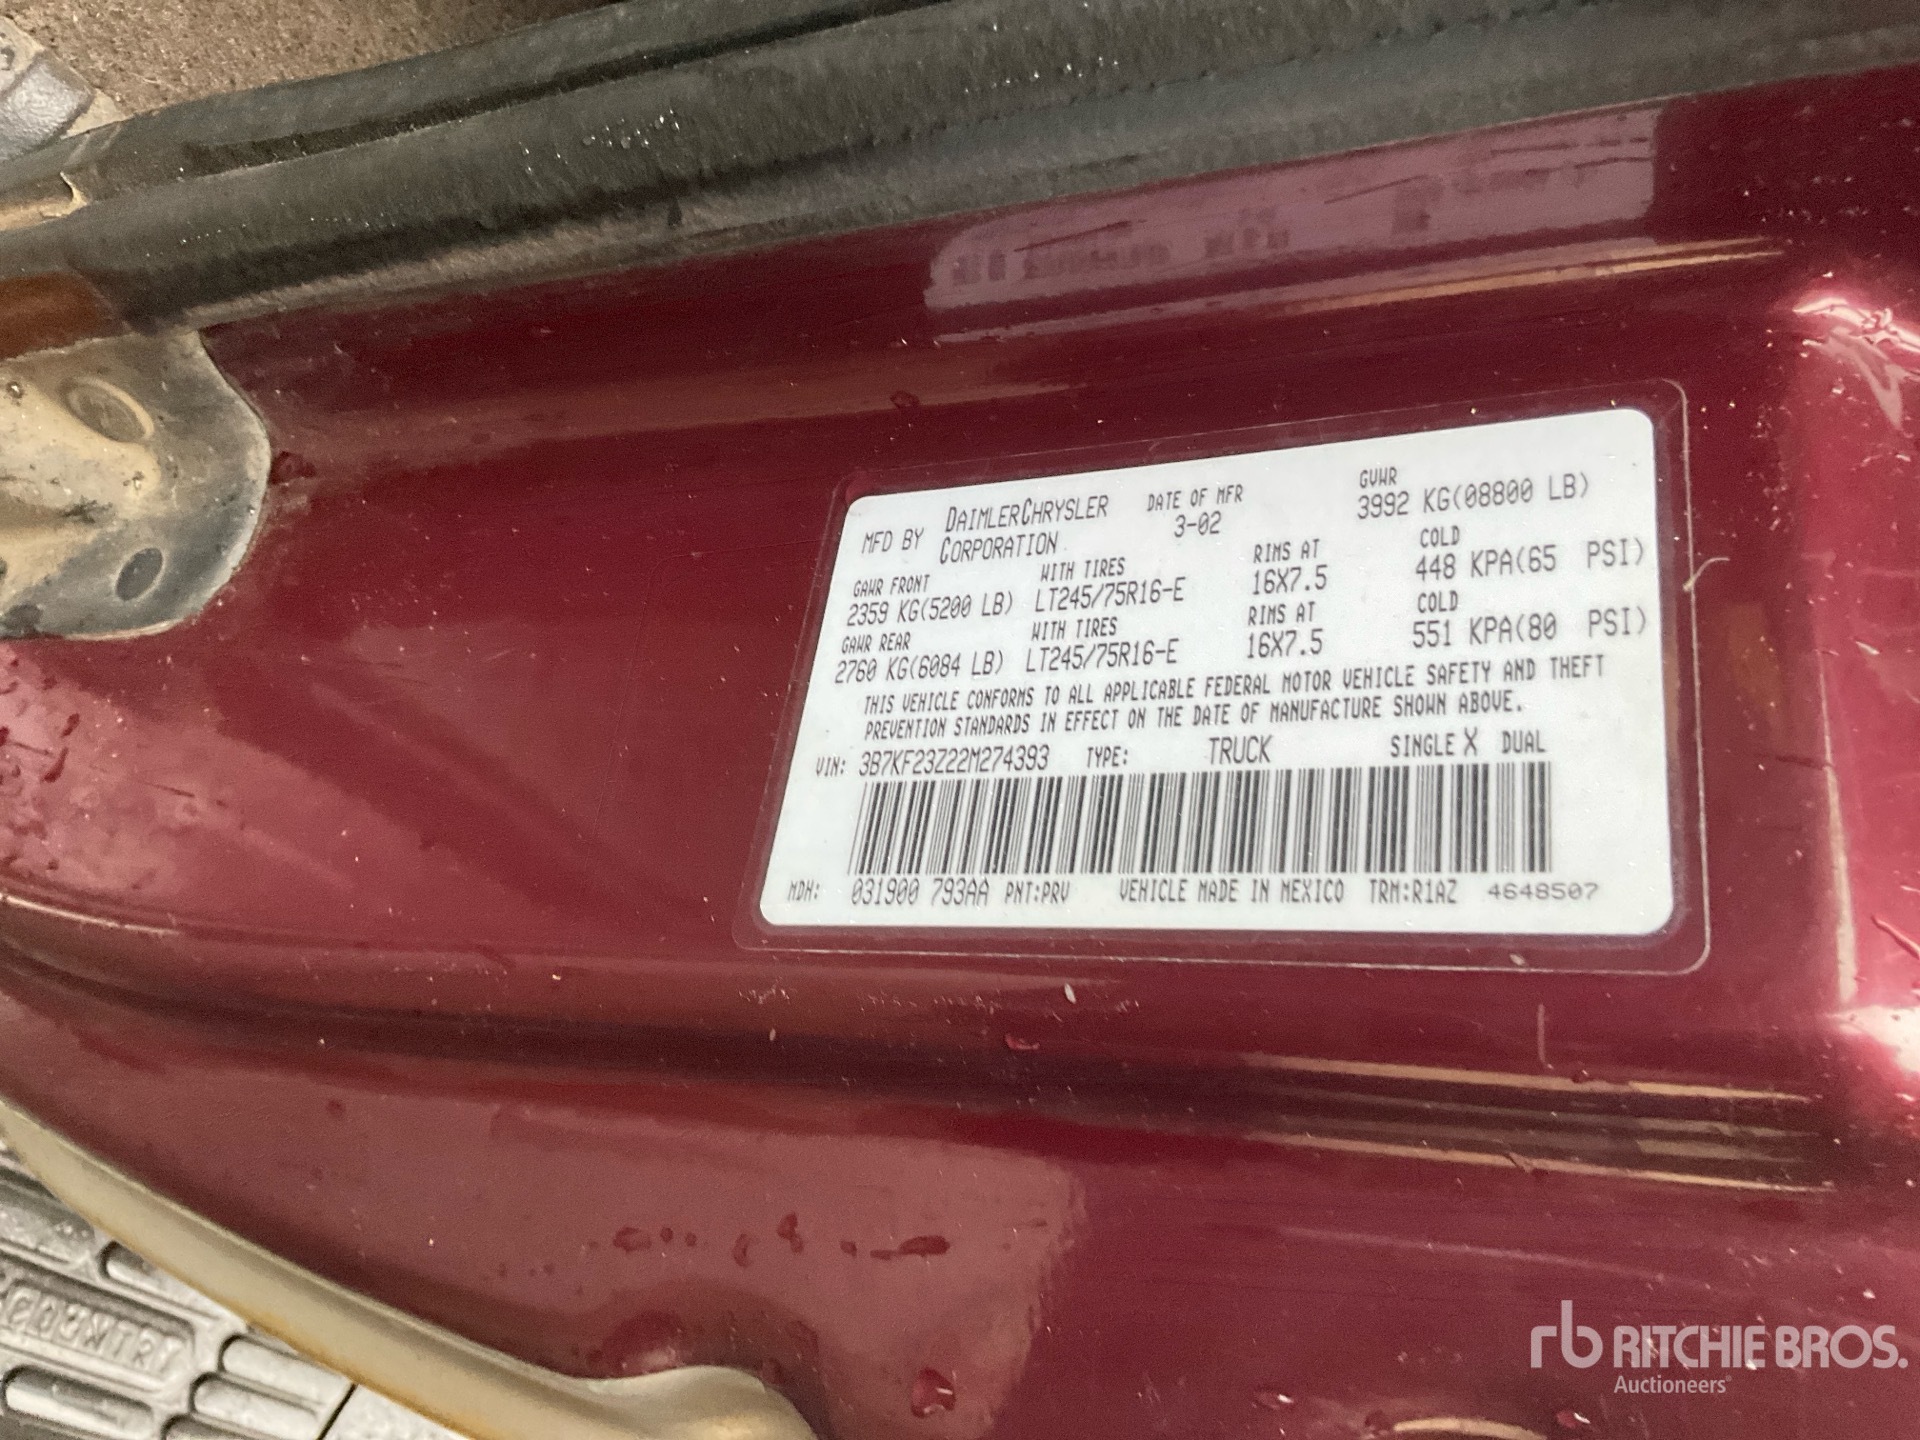 MFD BY DAIMLERCHRYSLER CORPORATION
DATE OF MFR 3-02
GVWR 3992 KG(08800 LB)
GAWR FRONT WITH TIRES RIMS AT COLD
2359 KG(5200 LB) LT245/75R16-E 16X7.5 448 KPA(65 PSI)
GAWR REAR WITH TIRES RIMS AT COLD
2760 KG(6084 LB) LT245/75R16-E 16X7.5 551 KPA(80 PSI)
THIS VEHICLE CONFORMS TO ALL APPLICABLE FEDERAL MOTOR VEHICLE SAFETY AND THEFT
PREVENTION STANDARDS IN EFFECT ON THE DATE OF MANUFACTURE SHOWN ABOVE.
VIN: 3B7KF23Z22M274393 TYPE: TRUCK SINGLE X DUAL
MDH: 031900 793AA PNT:PRV VEHICLE MADE IN MEXICO TRM:R1AZ 4648507
rb RITCHIE BROS.
Auctioneers